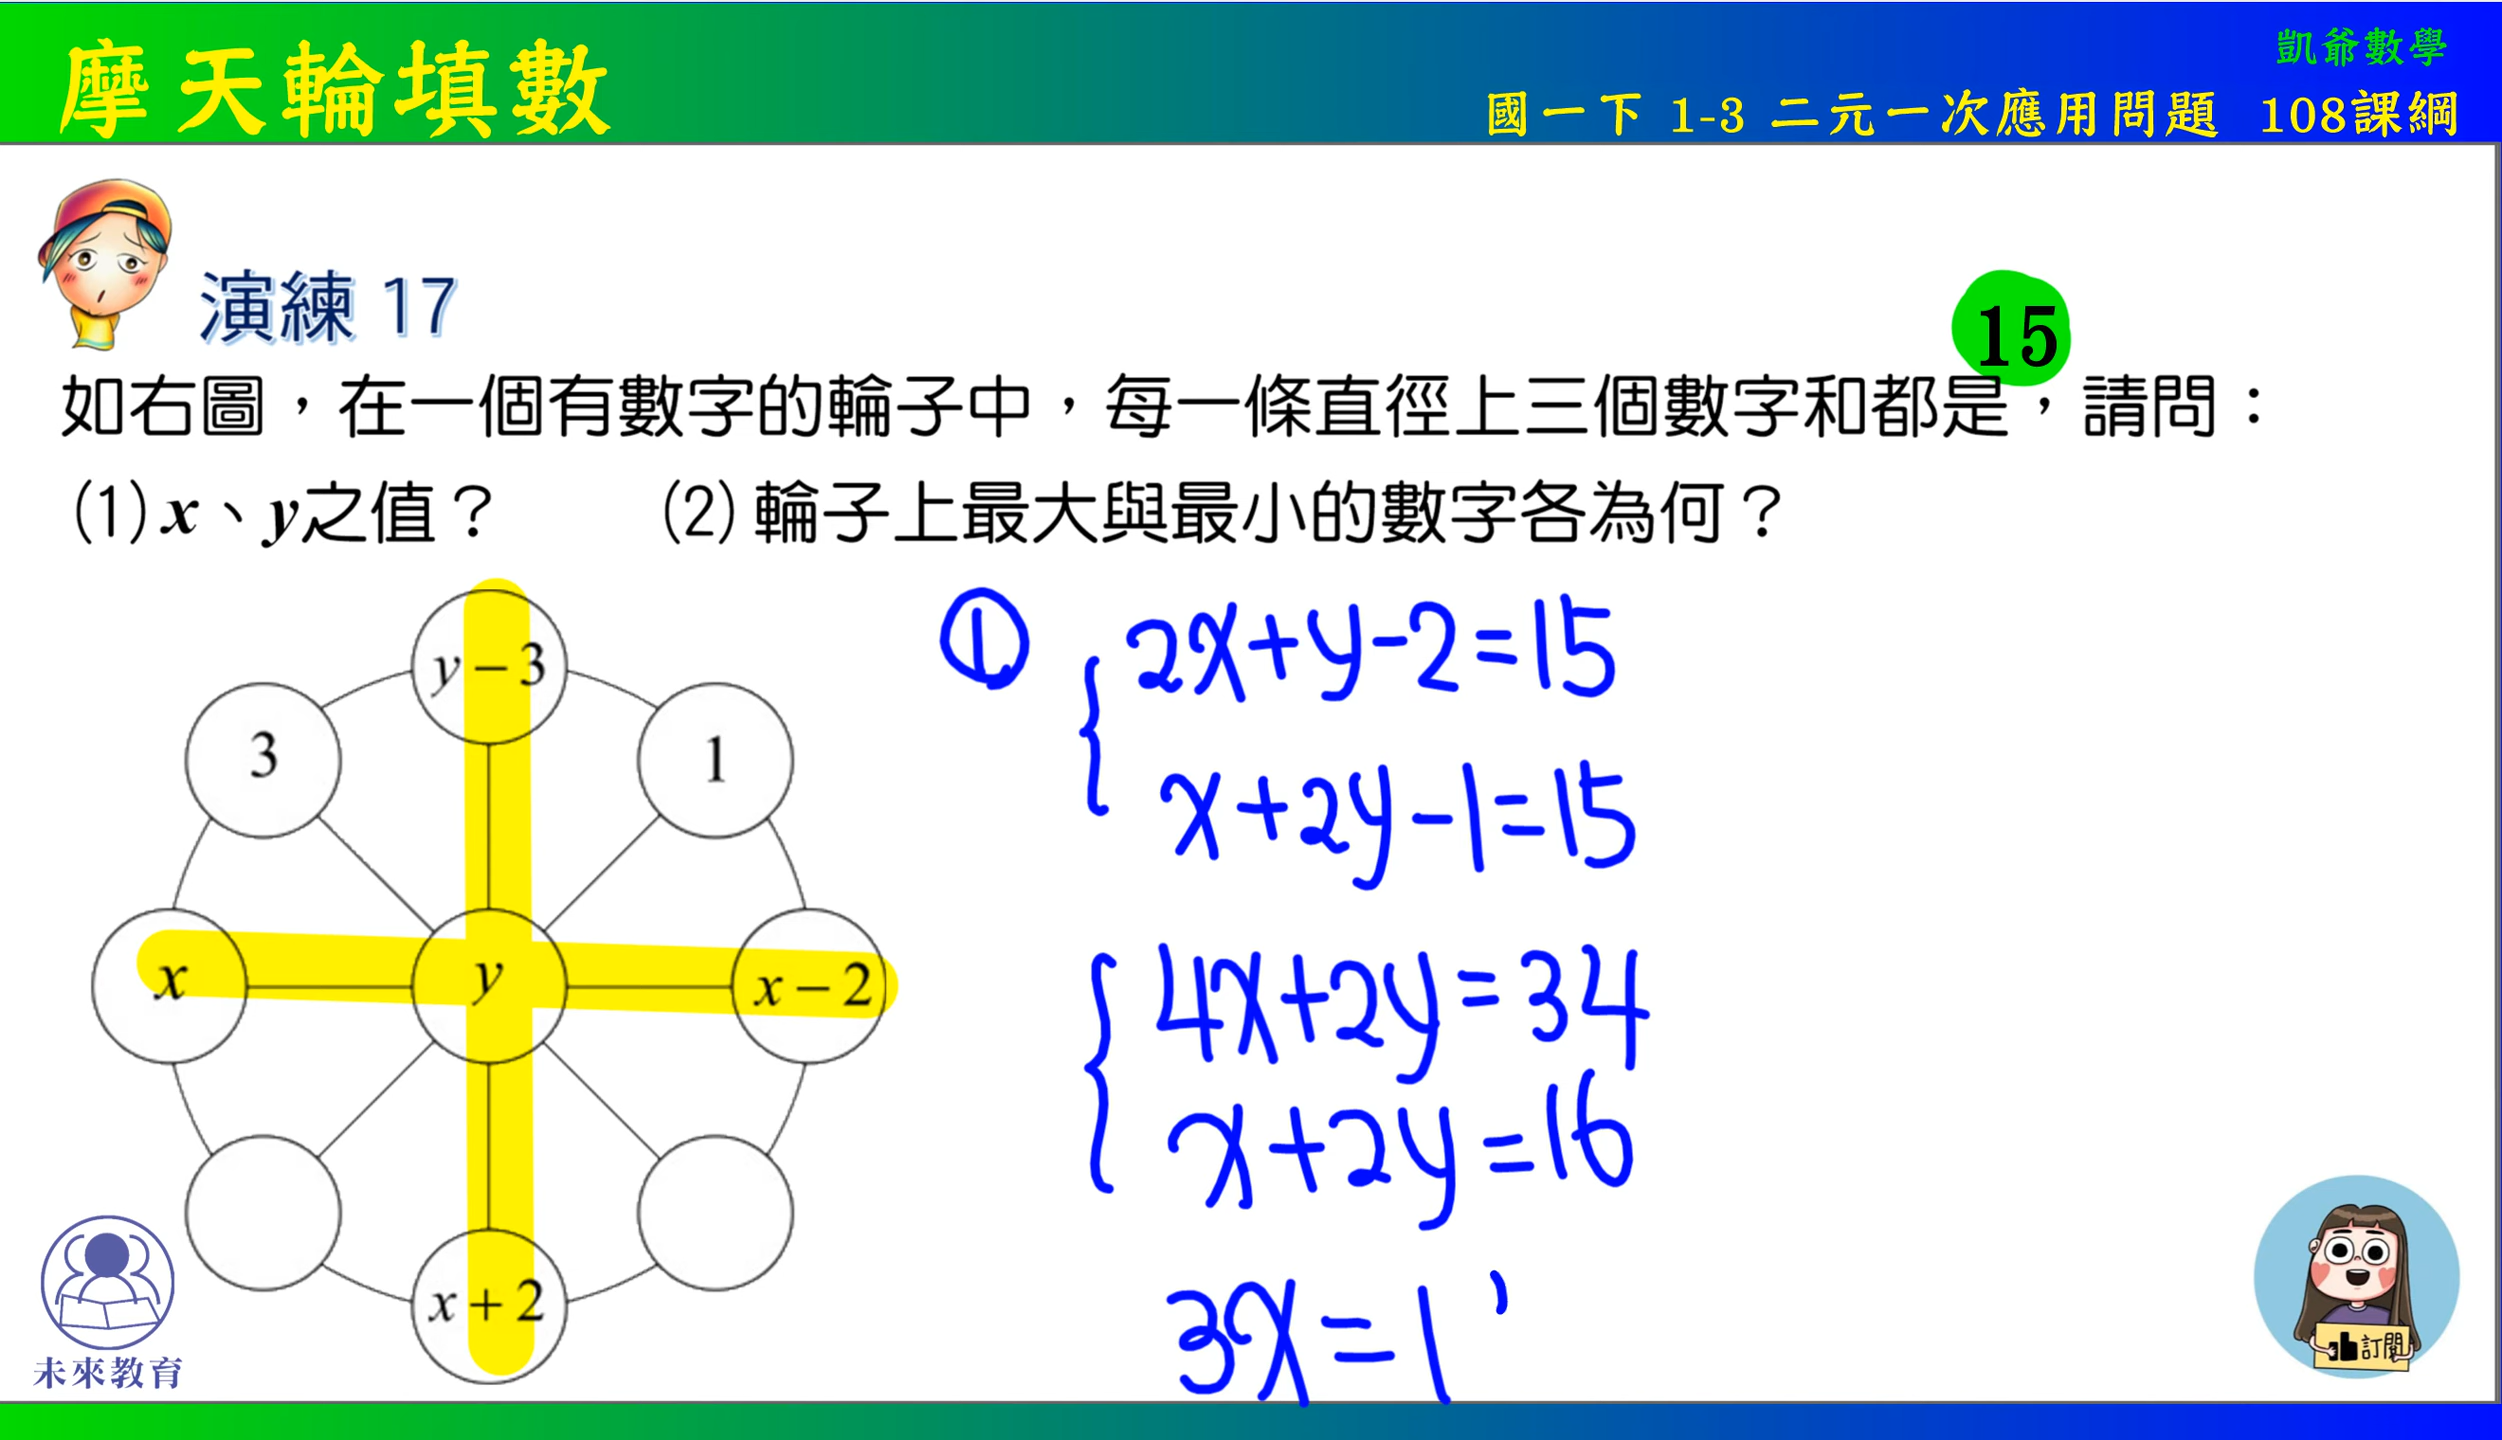 摩天輪填數
凱爺數學
國一下 1-3 二元一次應用問題 108課綱
演練 17
15
如右圖，在一個有數字的輪子中，每一條直徑上三個數字和都是，請問：
(1) x、y之值？ (2) 輪子上最大與最小的數字各為何？
y − 3
3
1
x
y
x − 2
x + 2
①
2x+y-2=15
x+2y-1=15
4x+2y=34
x+2y=16
3x=1
未來教育
訂閱